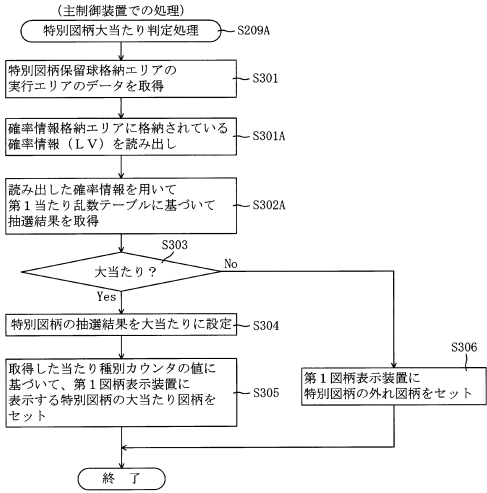 (主制御装置での処理)
特別図柄大当たり判定処理
S209A
特別図柄保留球格納エリアの
実行エリアのデータを取得
S301
確率情報格納エリアに格納されている
確率情報(LV)を読み出し
S301A
読み出した確率情報を用いて
第1当たり乱数テーブルに基づいて
抽選結果を取得
S302A
S303
大当たり?
No
Yes
特別図柄の抽選結果を大当たりに設定
S304
取得した当たり種別カウンタの値に
基づいて、第1図柄表示装置に
表示する特別図柄の大当たり図柄を
セット
S305
S306
第1図柄表示装置に
特別図柄の外れ図柄をセット
終 了